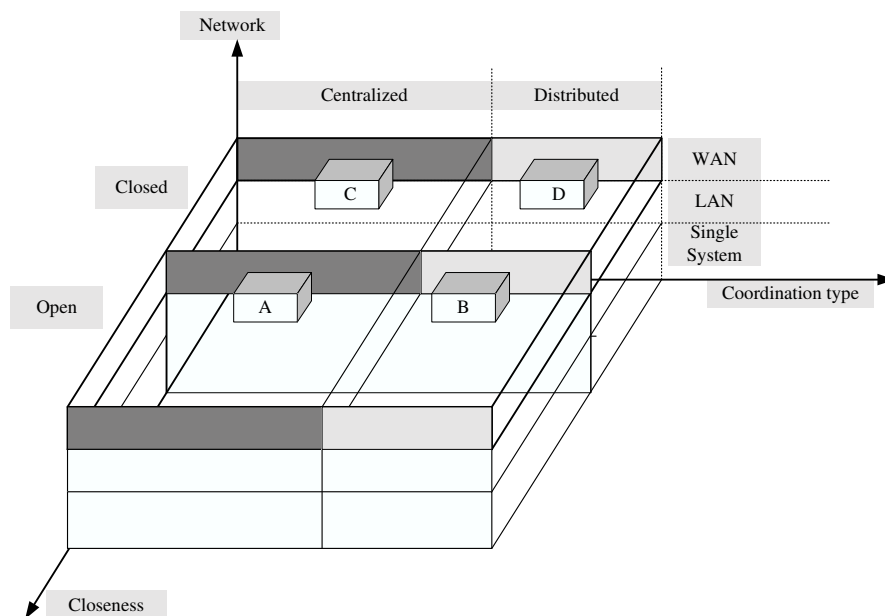 Network
Centralized
Distributed
WAN
Closed
C
D
LAN
Single
System
Coordination type
Open
A
B
Closeness